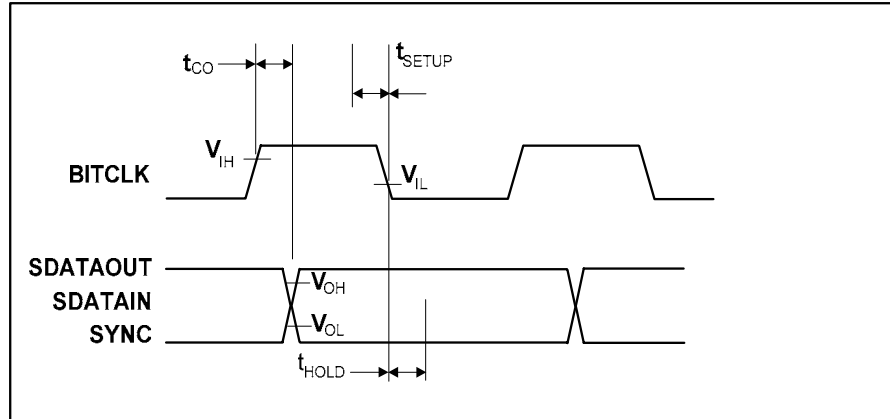 tCO
tSETUP
VIH
BITCLK
VIL
SDATAOUT
VOH
SDATAIN
VOL
SYNC
tHOLD